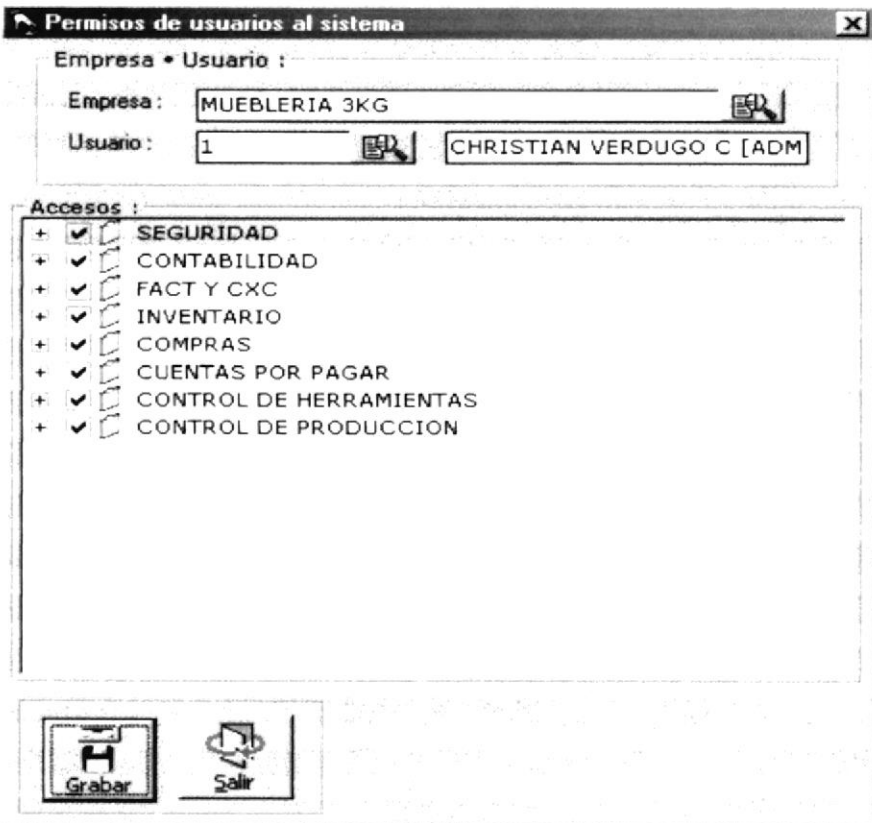 Permisos de usuarios al sistema
Empresa • Usuario :
Empresa : MUEBLERIA 3KG
Usuario : 1 CHRISTIAN VERDUGO C [ADM
Accesos :
SEGURIDAD
CONTABILIDAD
FACT Y CXC
INVENTARIO
COMPRAS
CUENTAS POR PAGAR
CONTROL DE HERRAMIENTAS
CONTROL DE PRODUCCION
Grabar Salir